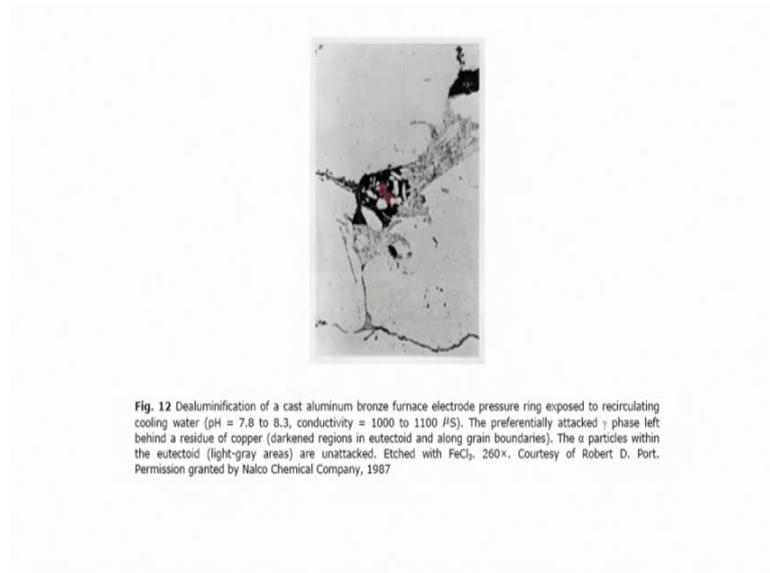 Fig. 12 Dealuminification of a cast aluminum bronze furnace electrode pressure ring exposed to recirculating
cooling water (pH = 7.8 to 8.3, conductivity = 1000 to 1100 μS). The preferentially attacked γ phase left
behind a residue of copper (darkened regions in eutectoid and along grain boundaries). The α particles within
the eutectoid (light-gray areas) are unattacked. Etched with FeCl₃. 260×. Courtesy of Robert D. Port.
Permission granted by Nalco Chemical Company, 1987